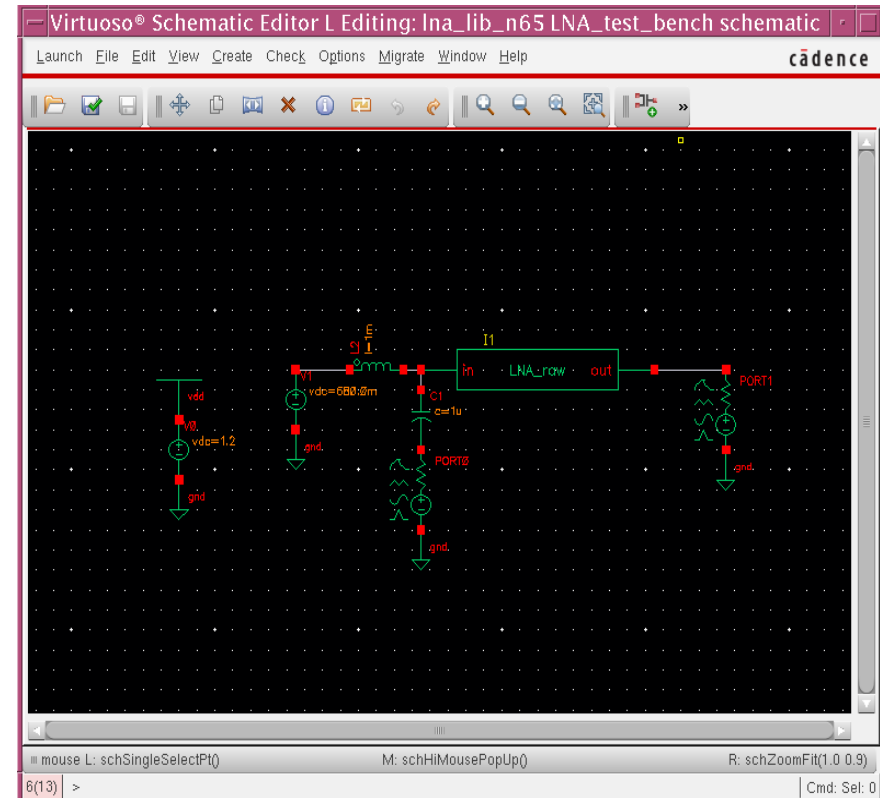 Virtuoso® Schematic Editor L Editing: lna_lib_n65 LNA_test_bench schematic
Launch File Edit View Create Check Options Migrate Window Help cādence
»
I1
in LNA_raw out
PORT1
vdd
V1
vdc=680.0m
C1
c=1u
V0
vdc=1.2
gnd
PORT0
gnd
gnd
gnd
mouse L: schSingleSelectPt() M: schHiMousePopUp() R: schZoomFit(1.0 0.9)
6(13) > Cmd: Sel: 0